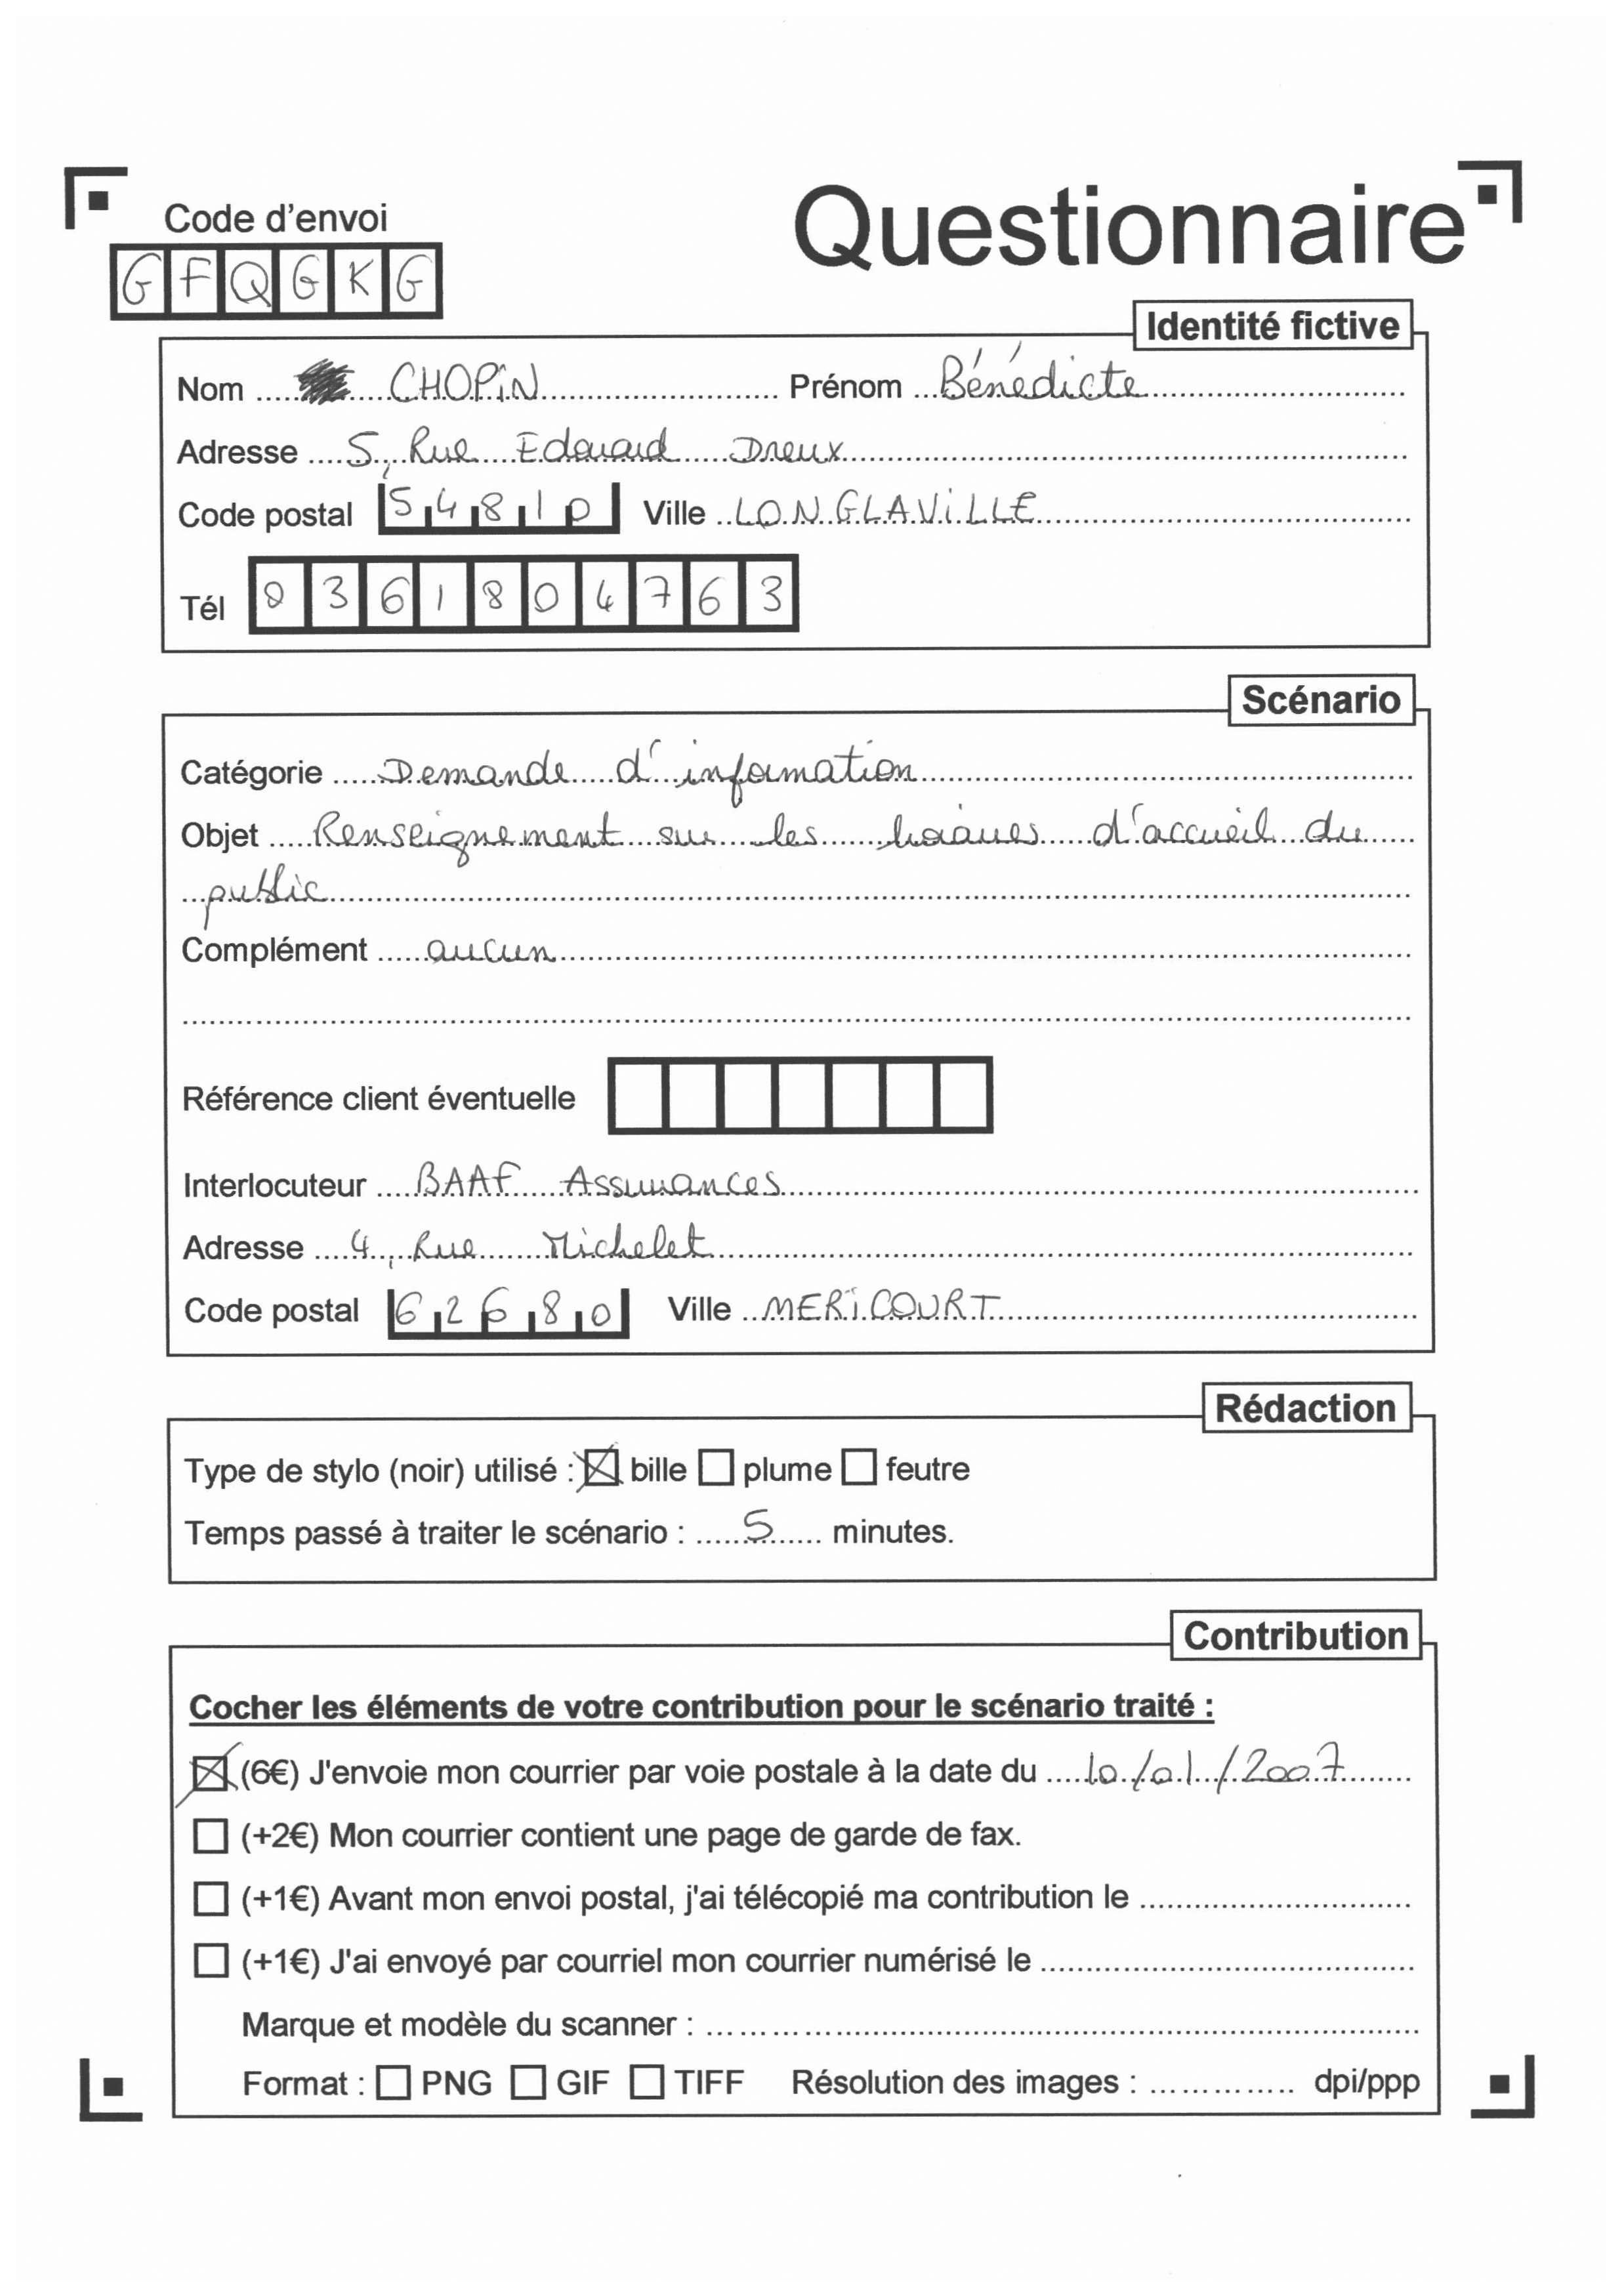 Code d'envoi
Questionnaire
GFQGKG
Identité fictive
Nom ........ CHOPIN ........ Prénom ... Bénédicte ........
Adresse .... 5, Rue Edouard Dreux ........
Code postal 54810 Ville .. LONGLAVILLE ........
Tél 0361804763
Scénario
Catégorie ..... Demande d'information ........
Objet ..... Renseignement sur les horaires d'accueil du
public ........
Complément ..... aucun ........
Référence client éventuelle
Interlocuteur .... BAAF Assurances ........
Adresse .... 4, Rue Michelet ........
Code postal 62680 Ville .. MERICOURT ........
Rédaction
Type de stylo (noir) utilisé : ☒ bille ☐ plume ☐ feutre
Temps passé à traiter le scénario : ..... 5 ...... minutes.
Contribution
Cocher les éléments de votre contribution pour le scénario traité :
☒ (6€) J'envoie mon courrier par voie postale à la date du .... 10/01/2007 ........
☐ (+2€) Mon courrier contient une page de garde de fax.
☐ (+1€) Avant mon envoi postal, j'ai télécopié ma contribution le ........
☐ (+1€) J'ai envoyé par courriel mon courrier numérisé le ........
Marque et modèle du scanner : ........
Format : ☐ PNG ☐ GIF ☐ TIFF Résolution des images : .............. dpi/ppp